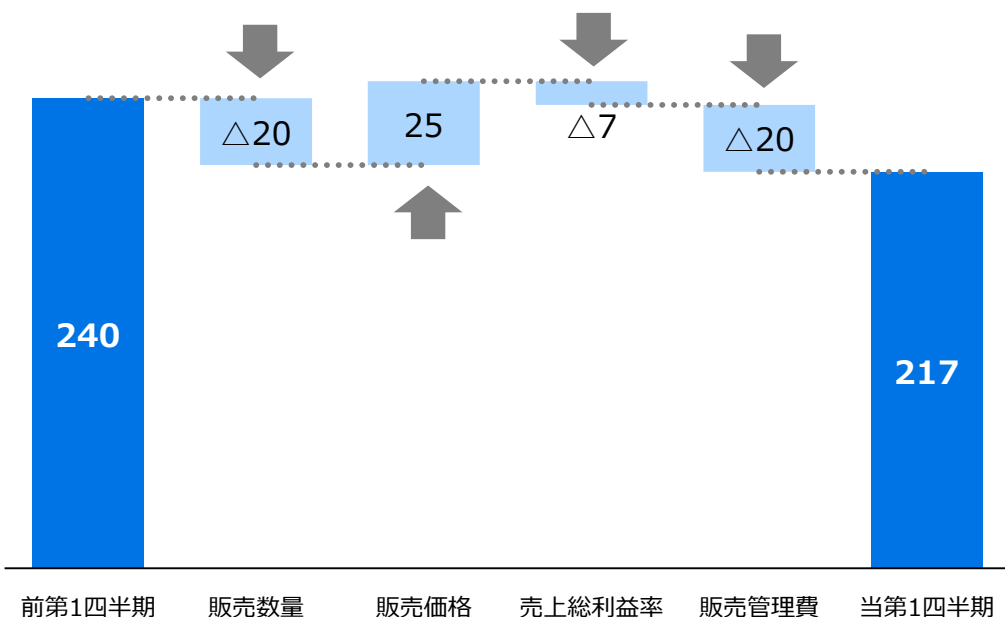 △20
25
△7
△20
240
217
前第1四半期
販売数量
販売価格
売上総利益率
販売管理費
当第1四半期